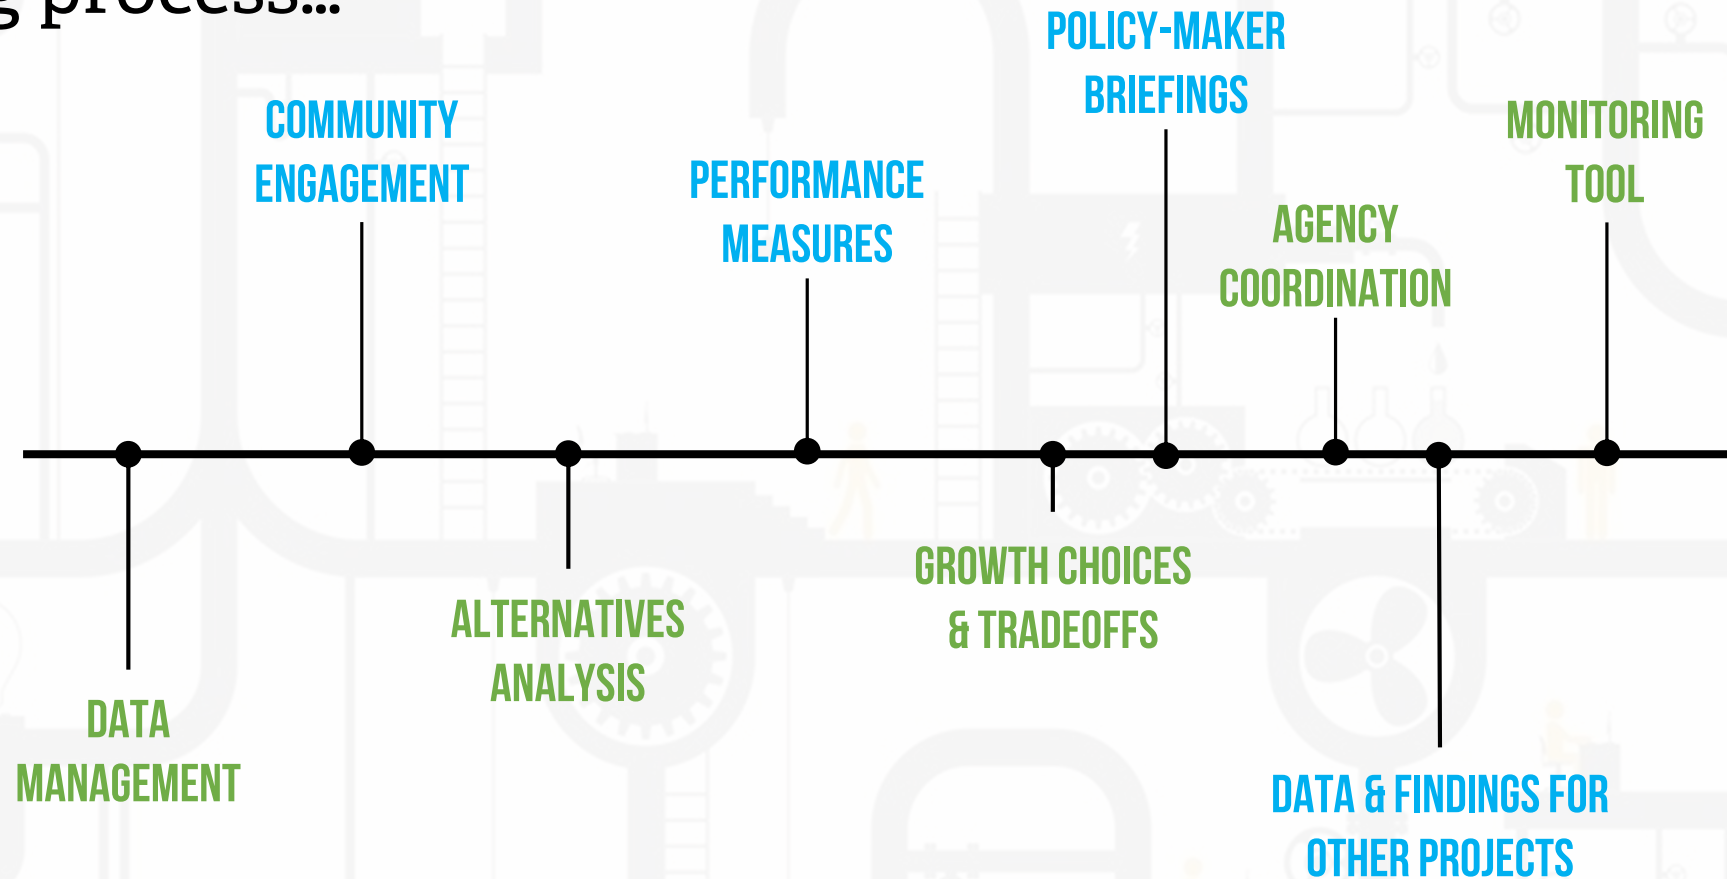 process...
POLICY-MAKER
BRIEFINGS
COMMUNITY
ENGAGEMENT
MONITORING
TOOL
PERFORMANCE
MEASURES
AGENCY
COORDINATION
GROWTH CHOICES
& TRADEOFFS
ALTERNATIVES
ANALYSIS
DATA
MANAGEMENT
DATA & FINDINGS FOR
OTHER PROJECTS